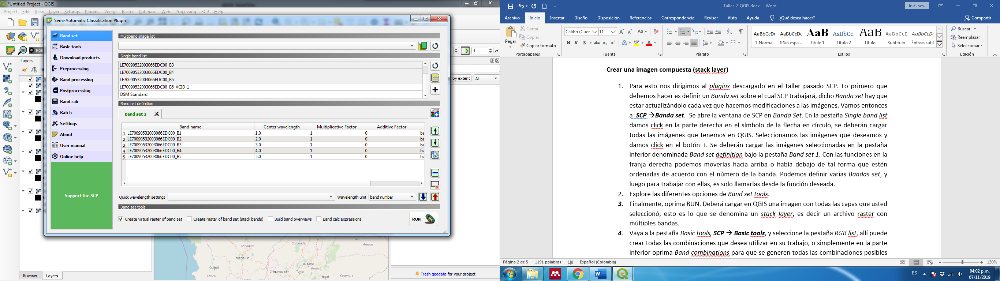 *Untitled Project - QGIS
Project Edit View Layer Settings Plugins Vector Raster Database Web Processing SCP Help
Semi-Automatic Classification Plugin
RGB
Layers
Band set
Basic tools
Download products
Preprocessing
Band processing
Postprocessing
Band calc
Batch
Settings
About
User manual
Online help
Support the SCP
Multiband image list
Single band list
LE70090532003066EDC00_B3
LE70090532003066EDC00_B4
LE70090532003066EDC00_B5
LE70090532003066EDC00_B6_VCID_1
OSM Standard
Band set definition
Band set 1
Band name Center wavelength Multiplicative Factor Additive Factor
1 LE70090532003066EDC00_B1 1.0 1 0 ba
2 LE70090532003066EDC00_B2 2.0 1 0 ba
3 LE70090532003066EDC00_B3 3.0 1 0 ba
4 LE70090532003066EDC00_B4 4.0 1 0 ba
5 LE70090532003066EDC00_B5 5.0 1 0 ba
Quick wavelength settings Wavelength unit band number
Band set tools
Create virtual raster of band set Create raster of band set (stack bands) Build band overviews Band calc expressions RUN
1 »
by extent All
Antioquia
Arauca
Medellín
Duitama
Boyacá
Quibdó
Chiquinquirá Tunja
Chocó
Yopal
Casanare
Browser Layers
Fresh geodata for your project
Taller_2_QGIS.docx - Word
Inic. ses.
Archivo Inicio Insertar Diseño Disposición Referencias Correspondencia Revisar Vista Ayuda ¿Qué desea hacer? Compartir
Pegar
Cortar
Copiar
Copiar formato
Portapapeles
Calibri (Cuer 11
N K S abc x₂ x²
Fuente
Párrafo
AaBbCcDc AaBbCcDc AaB AaBbCcI AaB AaBbCcD AaBbCcDc
¶ Normal ¶ Sin espa... Título 1 Título 2 Título Subtítulo Énfasis sutil
Estilos
Buscar
Reemplazar
Seleccionar
Edición
Crear una imagen compuesta (stack layer)
1. Para esto nos dirigimos al plugins descargado en el taller pasado SCP. Lo primero que
debemos hacer es definir un Banda set sobre el cual SCP trabajará, dicho Banda set hay que
estar actualizándolo cada vez que hacemos modificaciones a las imágenes. Vamos entonces
a SCP →Banda set. Se abre la ventana de SCP en Banda Set. En la pestaña Single band list
damos click en la parte derecha en el símbolo de la flecha en círculo, se deberán cargar
todas las imágenes que tenemos en QGIS. Seleccionamos las imágenes que deseamos y
damos click en el botón +. Se deberán cargar las imágenes seleccionadas en la pestaña
inferior denominada Band set definition bajo la pestaña Band set 1. Con las funciones en la
franja derecha podemos moverlas hacia arriba o había debajo de tal forma que estén
ordenadas de acuerdo con el número de la banda. Podemos definir varias Bandas set, y
luego para trabajar con ellas, es solo llamarlas desde la función deseada.
2. Explore las diferentes opciones de Band set tools.
3. Finalmente, oprima RUN. Deberá cargar en QGIS una imagen con todas las capas que usted
seleccionó, esto es lo que se denomina un stack layer, es decir un archivo raster con
múltiples bandas.
4. Vaya a la pestaña Basic tools, SCP → Basic tools, y seleccione la pestaña RGB list, allí puede
crear todas las combinaciones que desea utilizar en su trabajo, o simplemente en la parte
inferior oprima Band combinations para que se generen todas las combinaciones posibles
Página 2 de 5 1191 palabras Español (Colombia) 130%
ES 04:02 p.m.
07/11/2019